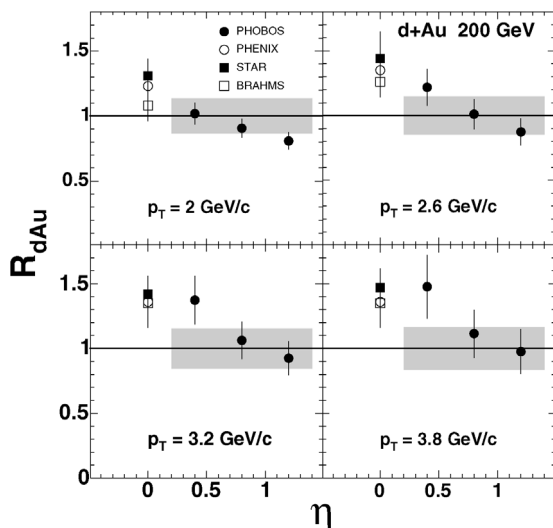 PHOBOS
PHENIX
STAR
BRAHMS
d+Au 200 GeV
1.5
1
0.5
p_T = 2 GeV/c
p_T = 2.6 GeV/c
R_dAu
1.5
1
0.5
0
p_T = 3.2 GeV/c
p_T = 3.8 GeV/c
0 0.5 1 0 0.5 1
η